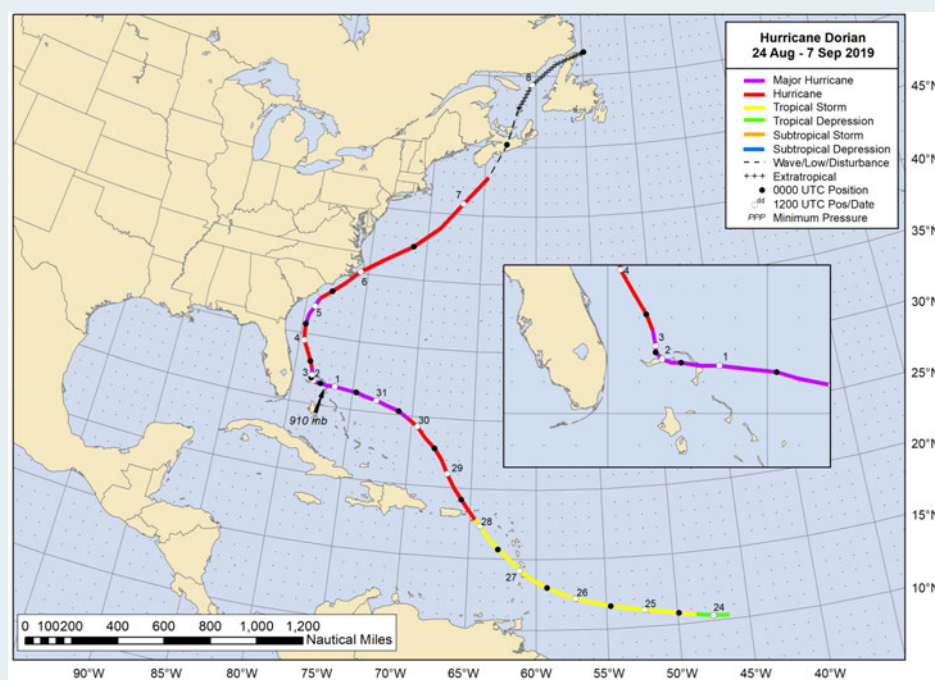 Hurricane Dorian
24 Aug - 7 Sep 2019
Major Hurricane
Hurricane
Tropical Storm
Tropical Depression
Subtropical Storm
Subtropical Depression
Wave/Low/Disturbance
Extratropical
0000 UTC Position
dd 1200 UTC Pos/Date
PPP Minimum Pressure
45°N
40°N
35°N
30°N
25°N
20°N
15°N
10°N
8
7
6
5
4
3
2
1
910 mb
31
30
29
28
27
26
25
24
4
3
2
1
0 100200 400 600 800 1,000 1,200
Nautical Miles
90°W 85°W 80°W 75°W 70°W 65°W 60°W 55°W 50°W 45°W 40°W